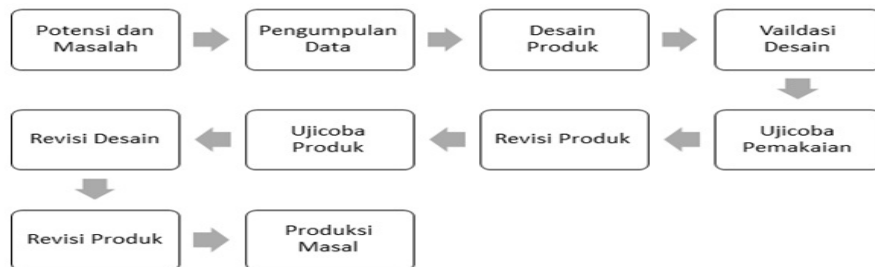 Potensi dan
Masalah
Pengumpulan
Data
Desain
Produk
Vaildasi
Desain
Ujicoba
Pemakaian
Revisi Produk
Ujicoba
Produk
Revisi Desain
Revisi Produk
Produksi
Masal